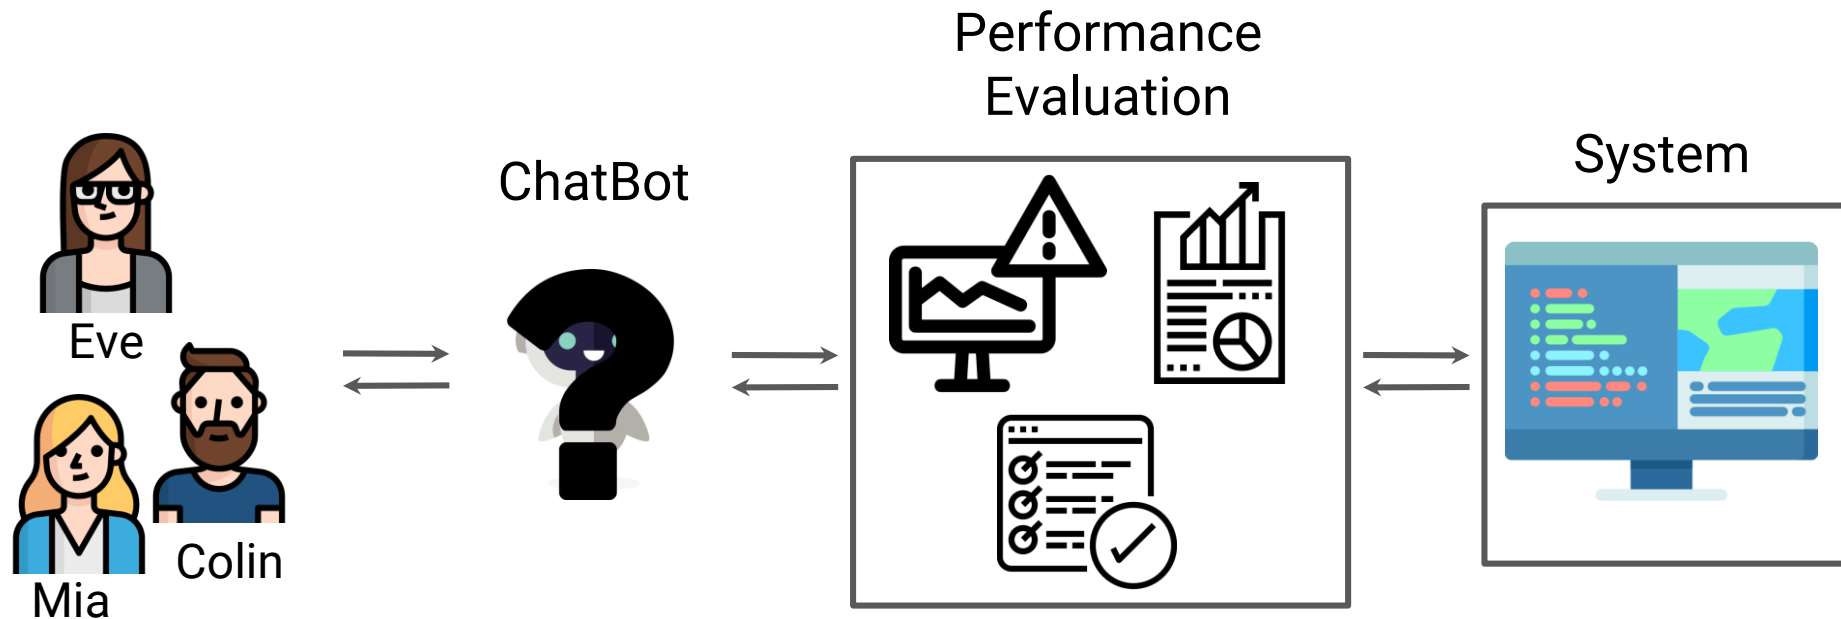 Performance
Evaluation
System
ChatBot
Eve
Colin
Mia